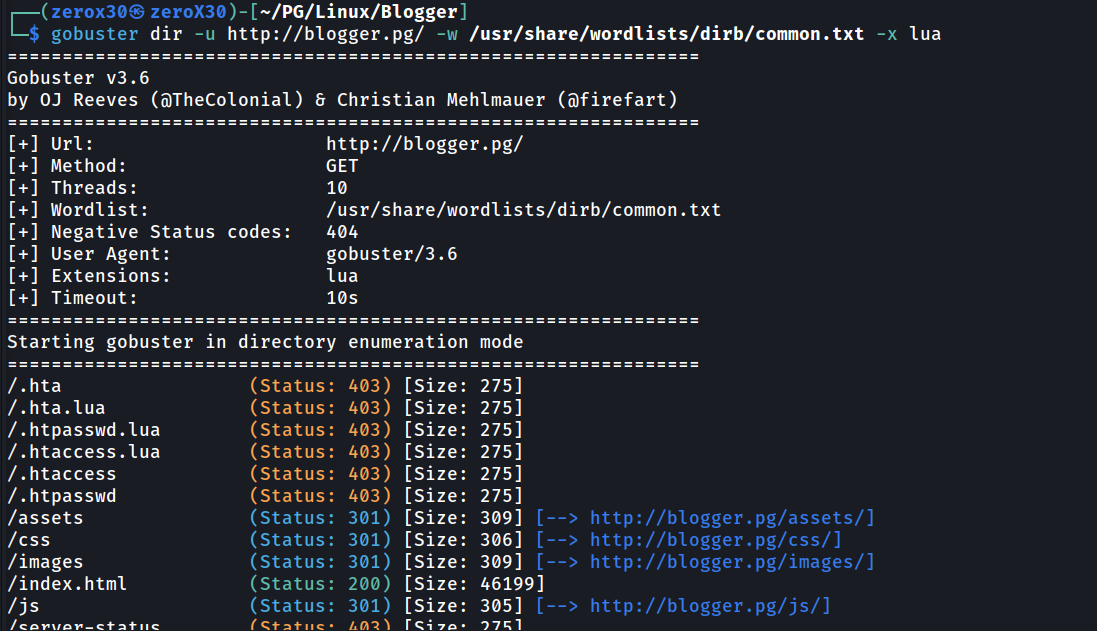 ┌──(zerox30㉿zeroX30)-[~/PG/Linux/Blogger]
└─$ gobuster dir -u http://blogger.pg/ -w /usr/share/wordlists/dirb/common.txt -x lua
===============================================================
Gobuster v3.6
by OJ Reeves (@TheColonial) & Christian Mehlmauer (@firefart)
===============================================================
[+] Url:                     http://blogger.pg/
[+] Method:                  GET
[+] Threads:                 10
[+] Wordlist:                /usr/share/wordlists/dirb/common.txt
[+] Negative Status codes:   404
[+] User Agent:              gobuster/3.6
[+] Extensions:              lua
[+] Timeout:                 10s
===============================================================
Starting gobuster in directory enumeration mode
===============================================================
/.hta                 (Status: 403) [Size: 275]
/.hta.lua             (Status: 403) [Size: 275]
/.htpasswd.lua        (Status: 403) [Size: 275]
/.htaccess.lua        (Status: 403) [Size: 275]
/.htaccess            (Status: 403) [Size: 275]
/.htpasswd            (Status: 403) [Size: 275]
/assets               (Status: 301) [Size: 309] [--> http://blogger.pg/assets/]
/css                  (Status: 301) [Size: 306] [--> http://blogger.pg/css/]
/images               (Status: 301) [Size: 309] [--> http://blogger.pg/images/]
/index.html           (Status: 200) [Size: 46199]
/js                   (Status: 301) [Size: 305] [--> http://blogger.pg/js/]
/server-status        (Status: 403) [Size: 275]